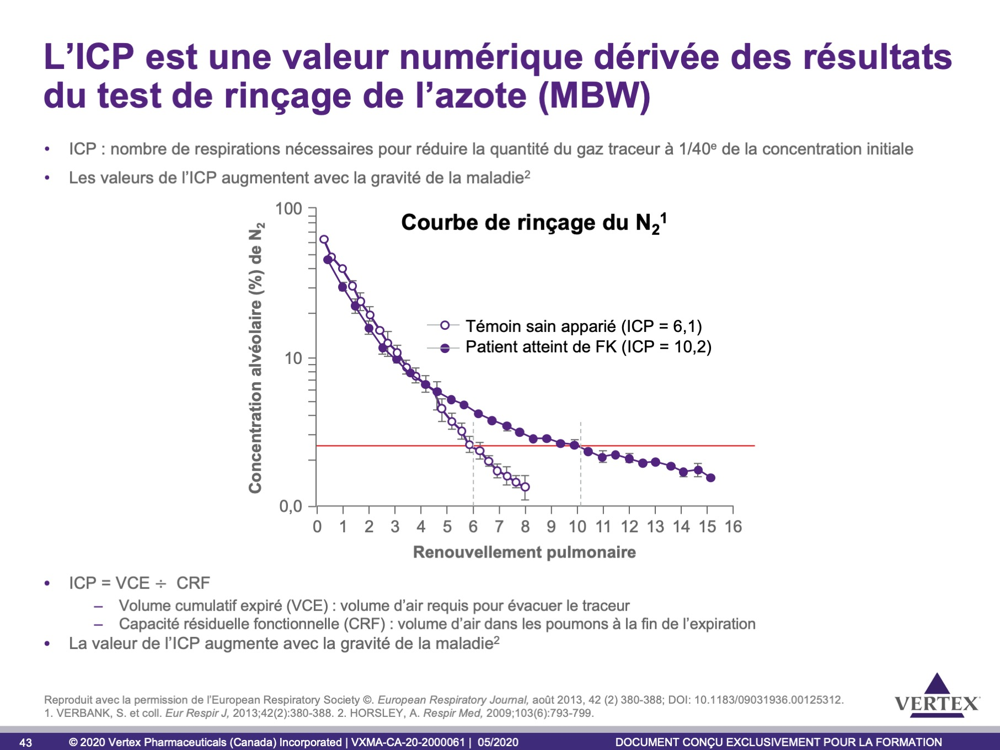 L’ICP est une valeur numérique dérivée des résultats
du test de rinçage de l’azote (MBW)
• ICP : nombre de respirations nécessaires pour réduire la quantité du gaz traceur à 1/40ᵉ de la concentration initiale
• Les valeurs de l’ICP augmentent avec la gravité de la maladie²
Courbe de rinçage du N₂¹
Concentration alvéolaire (%) de N₂
100
10
0,0
Témoin sain apparié (ICP = 6,1)
Patient atteint de FK (ICP = 10,2)
0 1 2 3 4 5 6 7 8 9 10 11 12 13 14 15 16
Renouvellement pulmonaire
• ICP = VCE ÷ CRF
– Volume cumulatif expiré (VCE) : volume d’air requis pour évacuer le traceur
– Capacité résiduelle fonctionnelle (CRF) : volume d’air dans les poumons à la fin de l’expiration
• La valeur de l’ICP augmente avec la gravité de la maladie²
Reproduit avec la permission de l’European Respiratory Society ©. European Respiratory Journal, août 2013, 42 (2) 380-388; DOI: 10.1183/09031936.00125312.
1. VERBANK, S. et coll. Eur Respir J, 2013;42(2):380-388. 2. HORSLEY, A. Respir Med, 2009;103(6):793-799.
VERTEX
43 © 2020 Vertex Pharmaceuticals (Canada) Incorporated | VXMA-CA-20-2000061 | 05/2020 DOCUMENT CONÇU EXCLUSIVEMENT POUR LA FORMATION